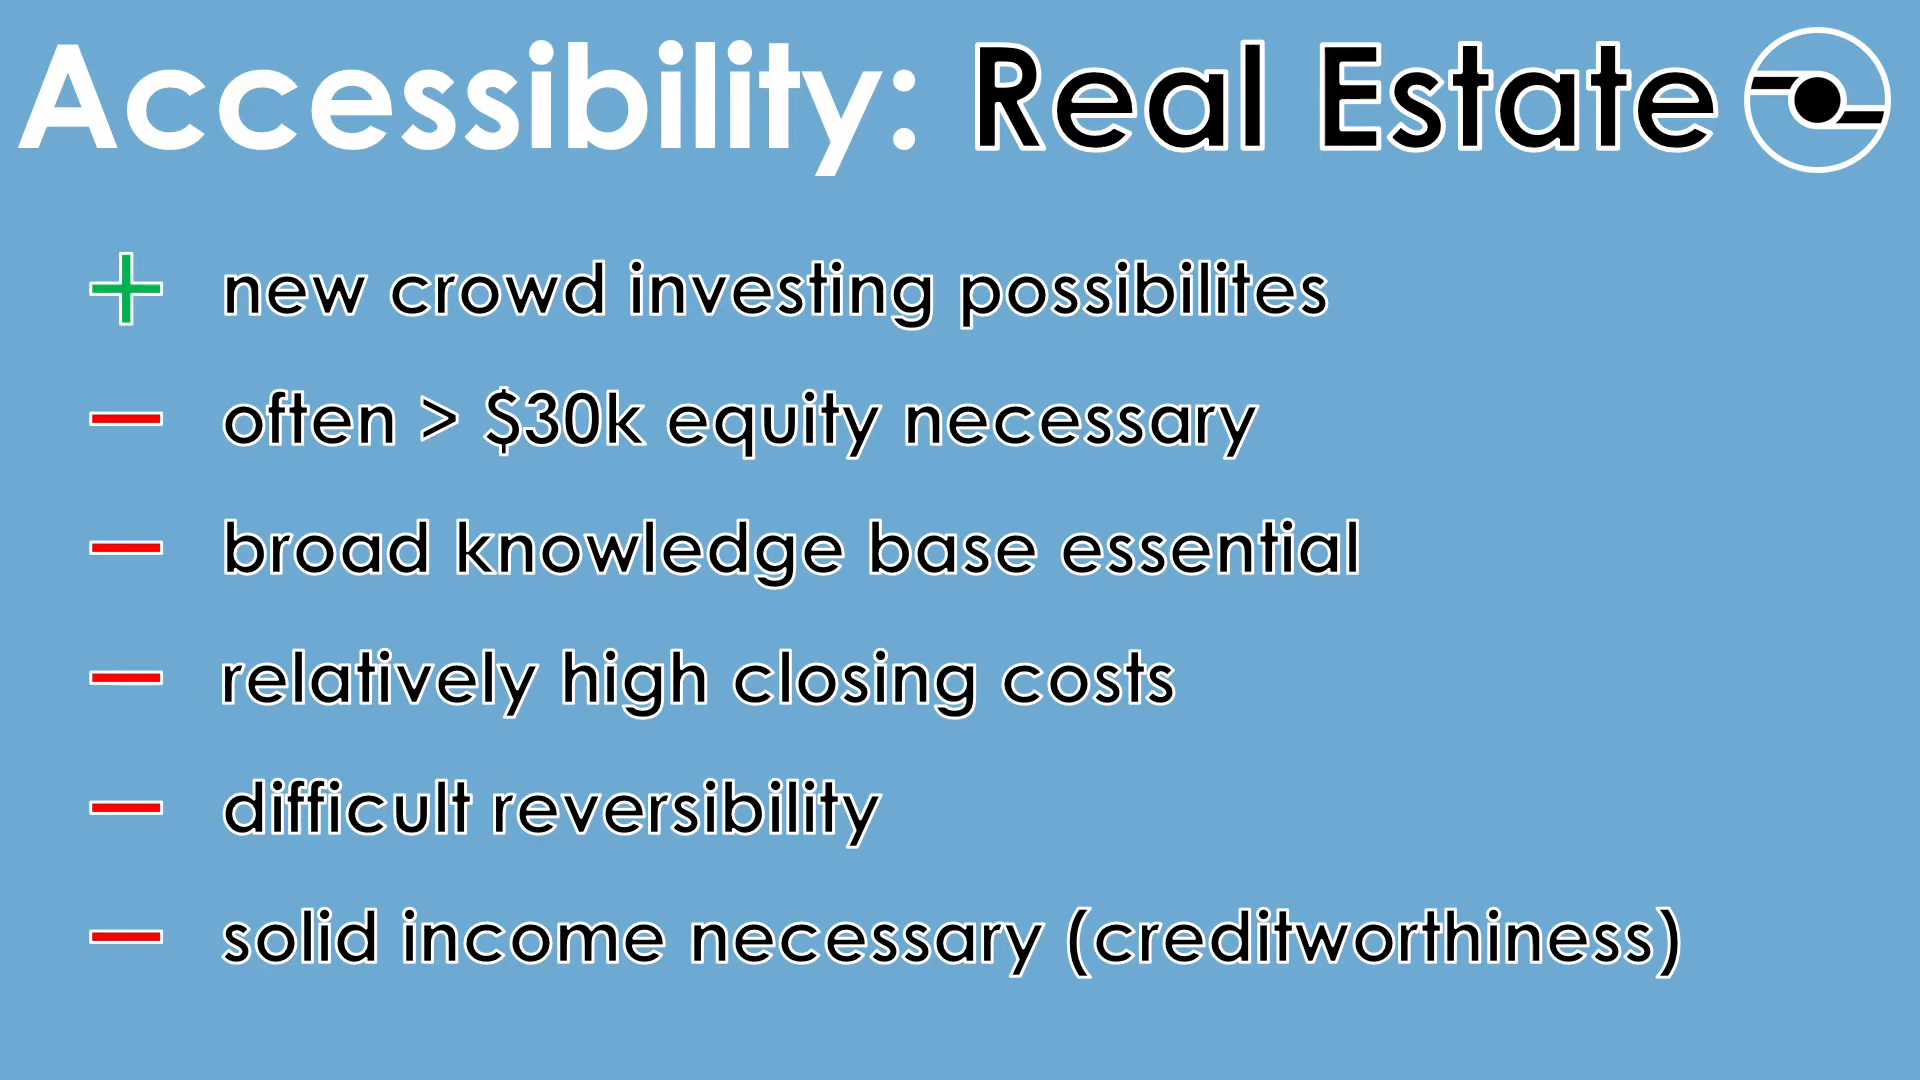 Accessibility: Real Estate
+ new crowd investing possibilites
– often > $30k equity necessary
– broad knowledge base essential
– relatively high closing costs
– difficult reversibility
– solid income necessary (creditworthiness)